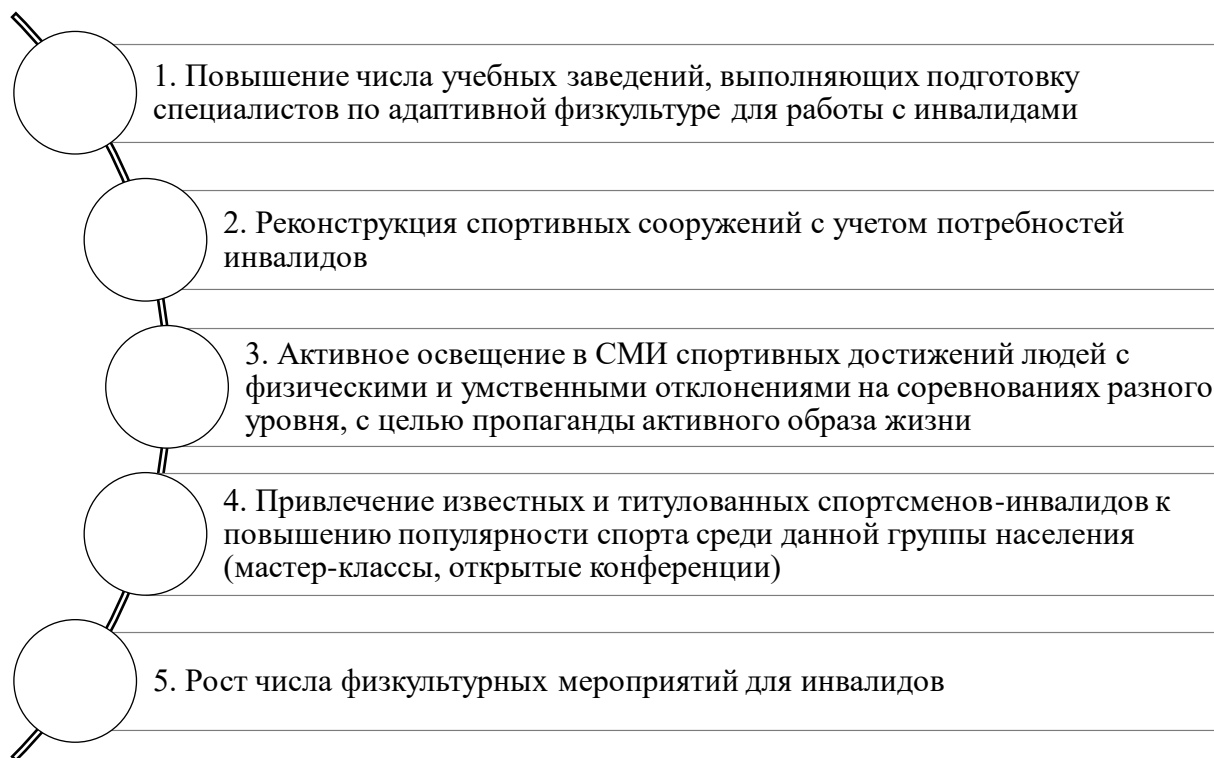 1. Повышение числа учебных заведений, выполняющих подготовку
специалистов по адаптивной физкультуре для работы с инвалидами
2. Реконструкция спортивных сооружений с учетом потребностей
инвалидов
3. Активное освещение в СМИ спортивных достижений людей с
физическими и умственными отклонениями на соревнованиях разного
уровня, с целью пропаганды активного образа жизни
4. Привлечение известных и титулованных спортсменов-инвалидов к
повышению популярности спорта среди данной группы населения
(мастер-классы, открытые конференции)
5. Рост числа физкультурных мероприятий для инвалидов